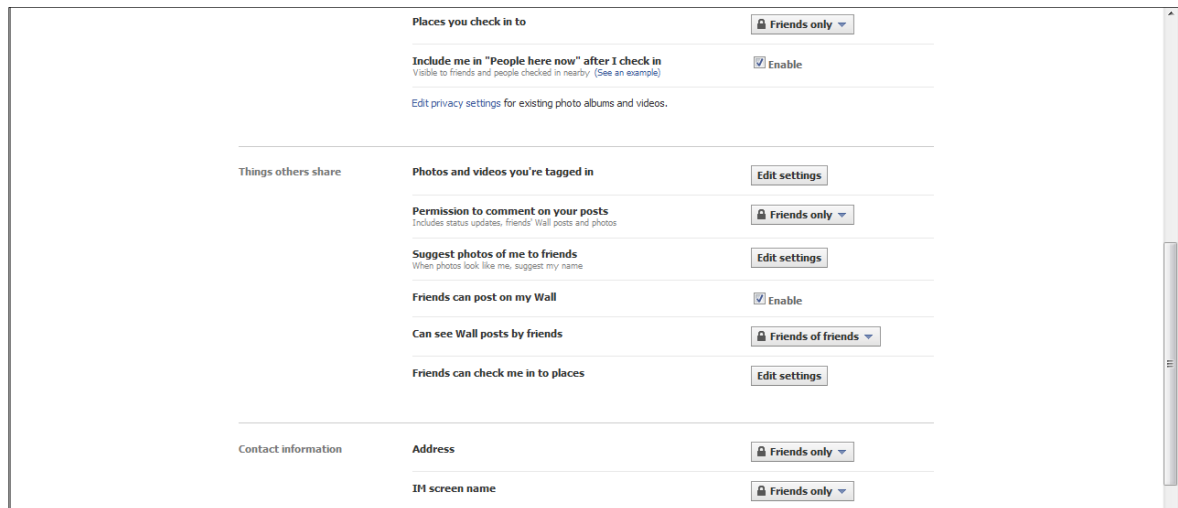 Places you check in to
Friends only
Include me in "People here now" after I check in
Visible to friends and people checked in nearby (See an example)
Enable
Edit privacy settings for existing photo albums and videos.
Things others share
Photos and videos you're tagged in
Edit settings
Permission to comment on your posts
Includes status updates, friends' Wall posts and photos
Friends only
Suggest photos of me to friends
When photos look like me, suggest my name
Edit settings
Friends can post on my Wall
Enable
Can see Wall posts by friends
Friends of friends
Friends can check me in to places
Edit settings
Contact information
Address
Friends only
IM screen name
Friends only